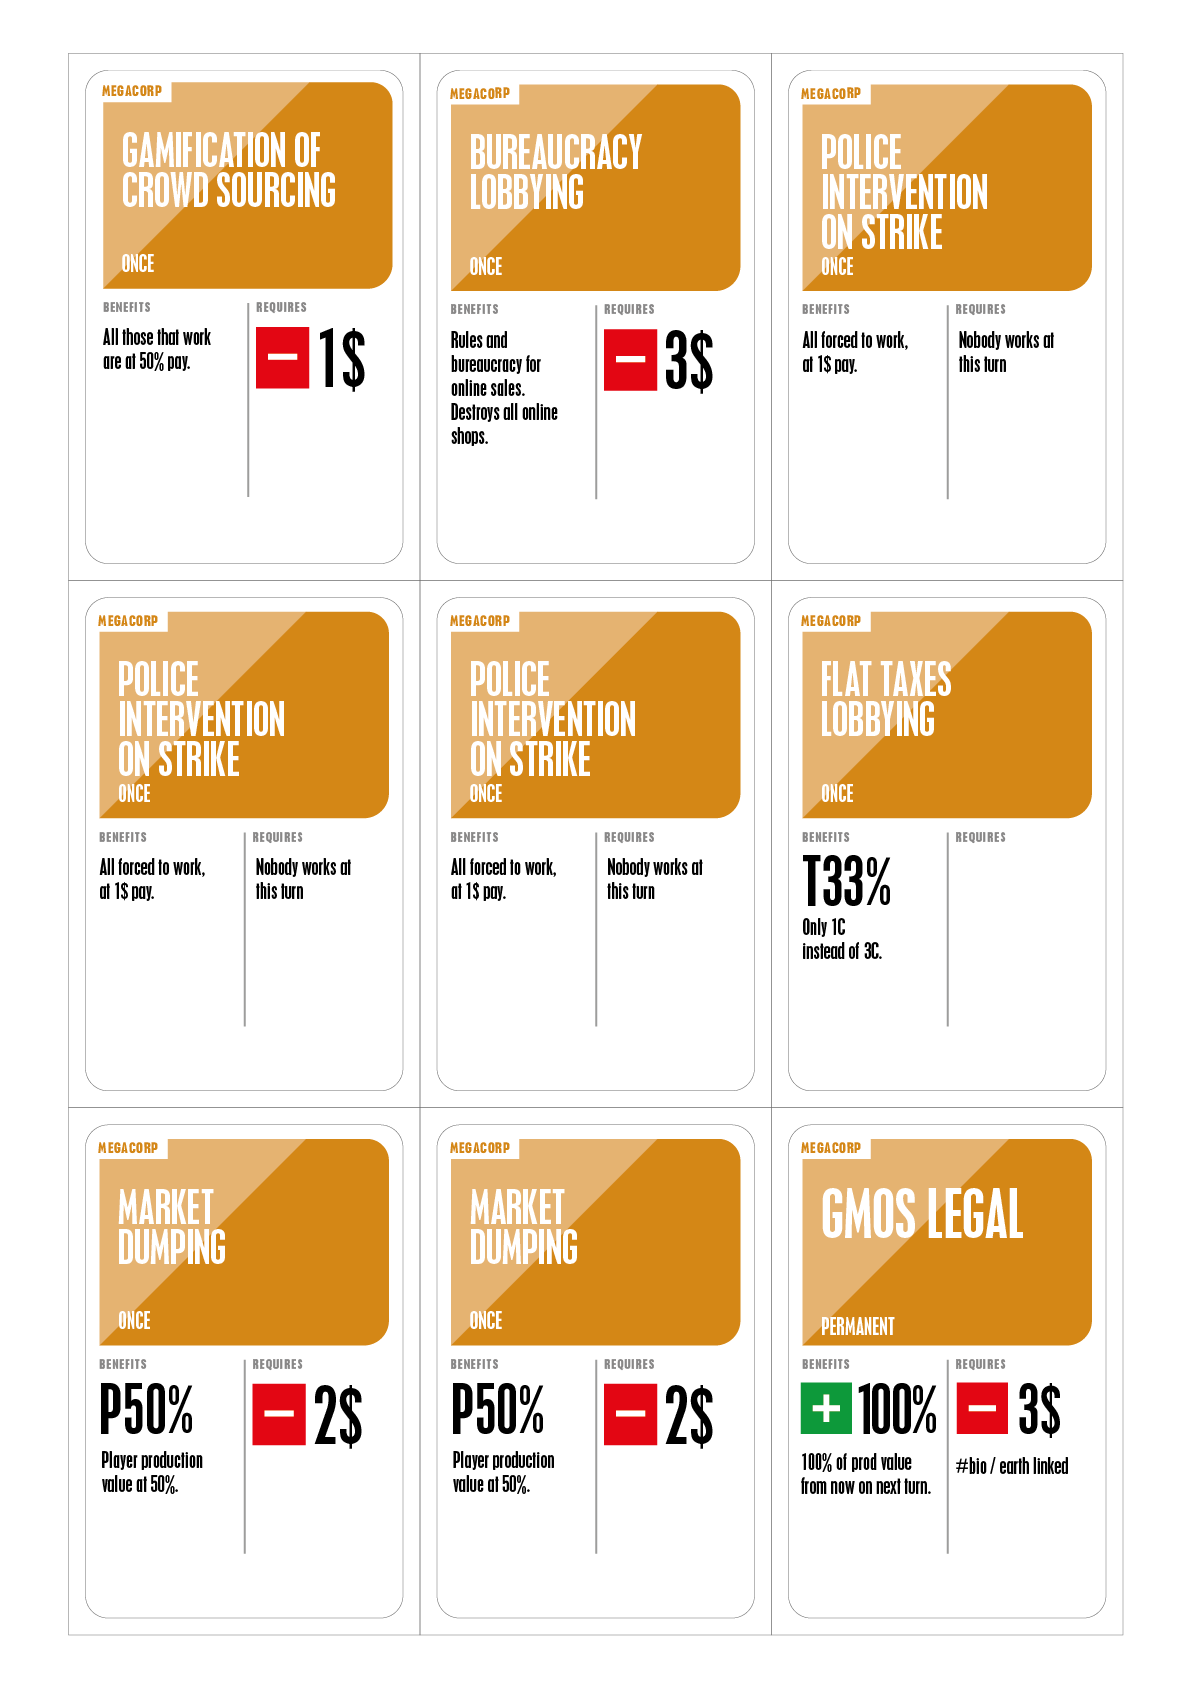 MEGACORP
GAMIFICATION OF
CROWD SOURCING
ONCE
BENEFITS
All those that work
are at 50% pay.
REQUIRES
− 1$
MEGACORP
BUREAUCRACY
LOBBYING
ONCE
BENEFITS
Rules and
bureaucracy for
online sales.
Destroys all online
shops.
REQUIRES
− 3$
MEGACORP
POLICE
INTERVENTION
ON STRIKE
ONCE
BENEFITS
All forced to work,
at 1$ pay.
REQUIRES
Nobody works at
this turn
MEGACORP
POLICE
INTERVENTION
ON STRIKE
ONCE
BENEFITS
All forced to work,
at 1$ pay.
REQUIRES
Nobody works at
this turn
MEGACORP
POLICE
INTERVENTION
ON STRIKE
ONCE
BENEFITS
All forced to work,
at 1$ pay.
REQUIRES
Nobody works at
this turn
MEGACORP
FLAT TAXES
LOBBYING
ONCE
BENEFITS
T33%
Only 1C
instead of 3C.
REQUIRES
MEGACORP
MARKET
DUMPING
ONCE
BENEFITS
P50%
Player production
value at 50%.
REQUIRES
− 2$
MEGACORP
MARKET
DUMPING
ONCE
BENEFITS
P50%
Player production
value at 50%.
REQUIRES
− 2$
MEGACORP
GMOS LEGAL
PERMANENT
BENEFITS
+ 100%
100% of prod value
from now on next turn.
REQUIRES
− 3$
#bio / earth linked